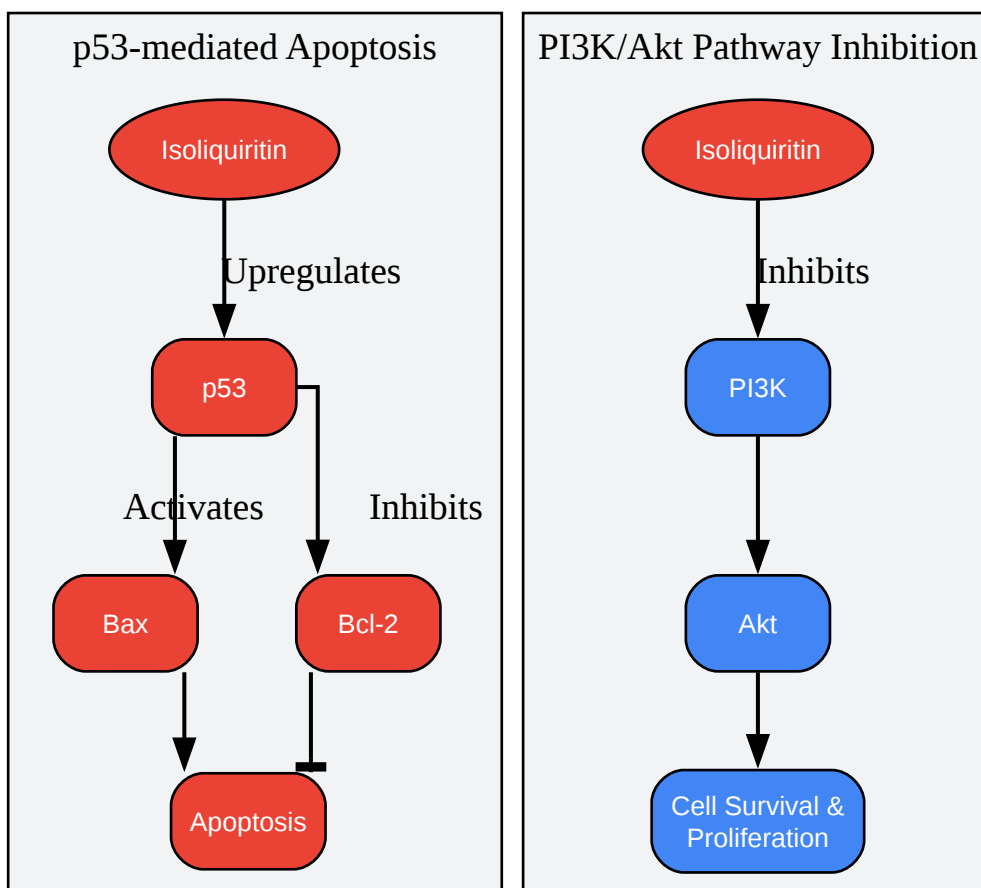 p53-mediated Apoptosis
Isoliquiritin
Upregulates
p53
Activates
Inhibits
Bax
Bcl-2
Apoptosis
PI3K/Akt Pathway Inhibition
Isoliquiritin
Inhibits
PI3K
Akt
Cell Survival &
Proliferation